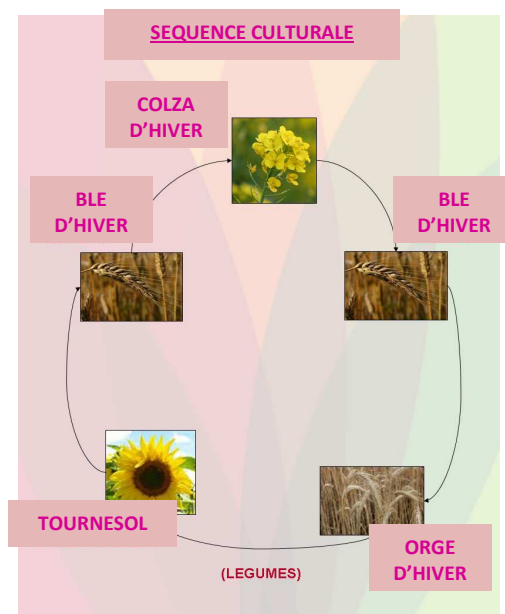 SEQUENCE CULTURALE
COLZA
D'HIVER
BLE
D'HIVER
BLE
D'HIVER
TOURNESOL
ORGE
D'HIVER
(LEGUMES)